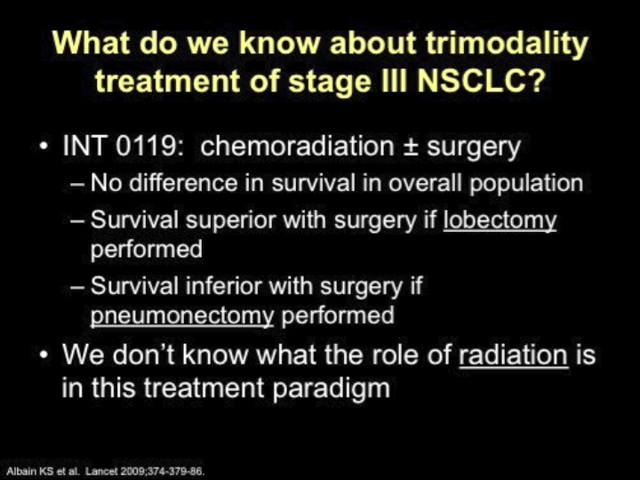 What do we know about trimodality
treatment of stage III NSCLC?
• INT 0119:  chemoradiation ± surgery
– No difference in survival in overall population
– Survival superior with surgery if lobectomy
performed
– Survival inferior with surgery if
pneumonectomy performed
• We don't know what the role of radiation is
in this treatment paradigm
Albain KS et al.  Lancet 2009;374-379-86.